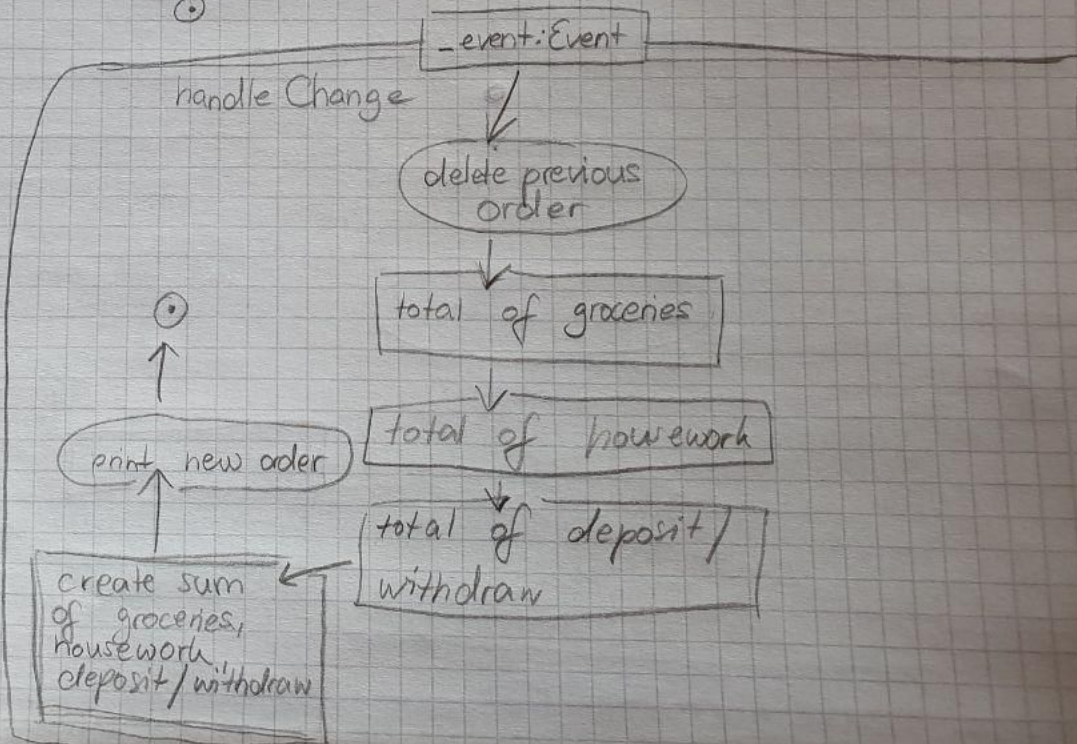 _event:Event
handle Change
delete previous
order
total of groceries
total of housework
total of deposit/
withdraw
create sum
of groceries,
housework
deposit/withdraw
print new order